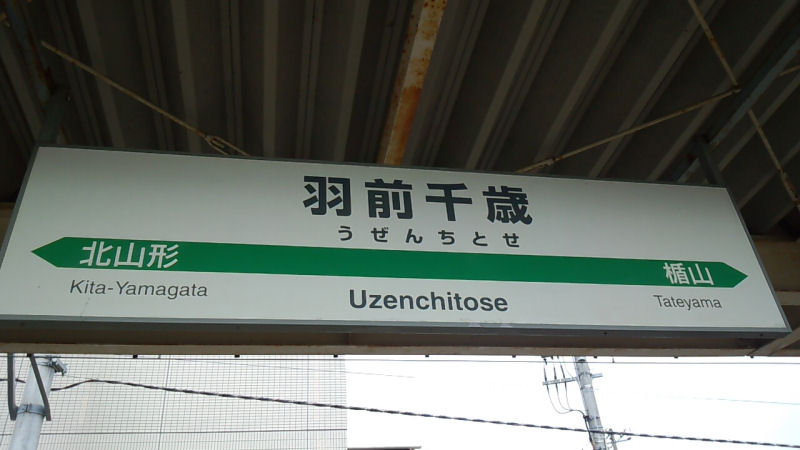 羽前千歳
うぜんちとせ
北山形
楯山
Kita-Yamagata
Uzenchitose
Tateyama